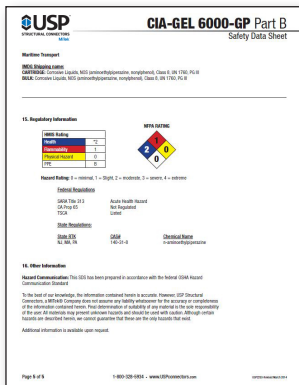 USP
STRUCTURAL CONNECTORS
MiTek
CIA-GEL 6000-GP Part B
Safety Data Sheet
Maritime Transport
IMDG Shipping name:
CARTRIDGE: Corrosive Liquids, NOS (aminoethylpiperazine, nonylphenol), Class 8, UN 1760, PG III
BULK: Corrosive Liquids, NOS (aminoethylpiperazine, nonylphenol), Class 8, UN 1760, PG III
15. Regulatory Information
HMIS Rating
Health *2
Flammability 1
Physical Hazard 0
PPE B
NFPA RATING
1
2 0
0
Hazard Rating: 0 = minimal, 1 = Slight, 2 = moderate, 3 = severe, 4 = extreme
Federal Regulations
SARA Title 313 Acute Health Hazard
CA Prop 65 Not Regulated
TSCA Listed
State Regulations:
State RTK CAS# Chemical Name
NJ, MA, PA 140-31-8 n-aminoethylpiperazine
16. Other Information
Hazard Communication: This SDS has been prepared in accordance with the federal OSHA Hazard
Communication Standard
To the best of our knowledge, the information contained herein is accurate. However, USP Structural
Connectors, a MiTek® Company does not assume any liability whatsoever for the accuracy or completeness
of the information contained herein. Final determination of suitability of any material is the sole responsibility
of the user. All materials may present unknown hazards and should be used with caution. Although certain
hazards are described herein, we cannot guarantee that these are the only hazards that exist.
Additional information is available upon request.
Page 5 of 5
1-800-328-5934 • www.USPconnectors.com